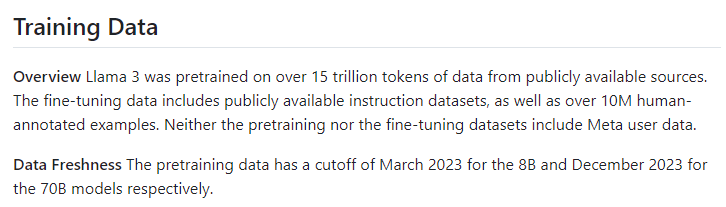 Training Data
Overview Llama 3 was pretrained on over 15 trillion tokens of data from publicly available sources.
The fine-tuning data includes publicly available instruction datasets, as well as over 10M human-
annotated examples. Neither the pretraining nor the fine-tuning datasets include Meta user data.
Data Freshness The pretraining data has a cutoff of March 2023 for the 8B and December 2023 for
the 70B models respectively.